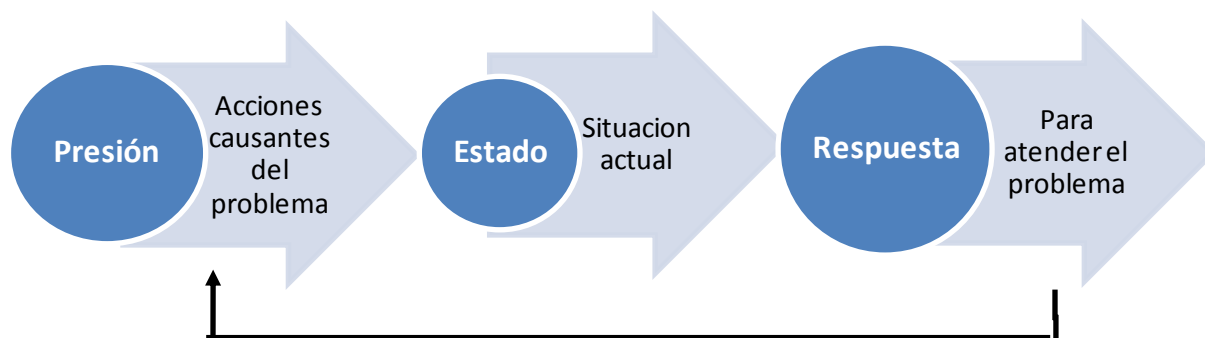 Presión
Acciones
causantes
del
problema
Estado
Situacion
actual
Respuesta
Para
atender el
problema